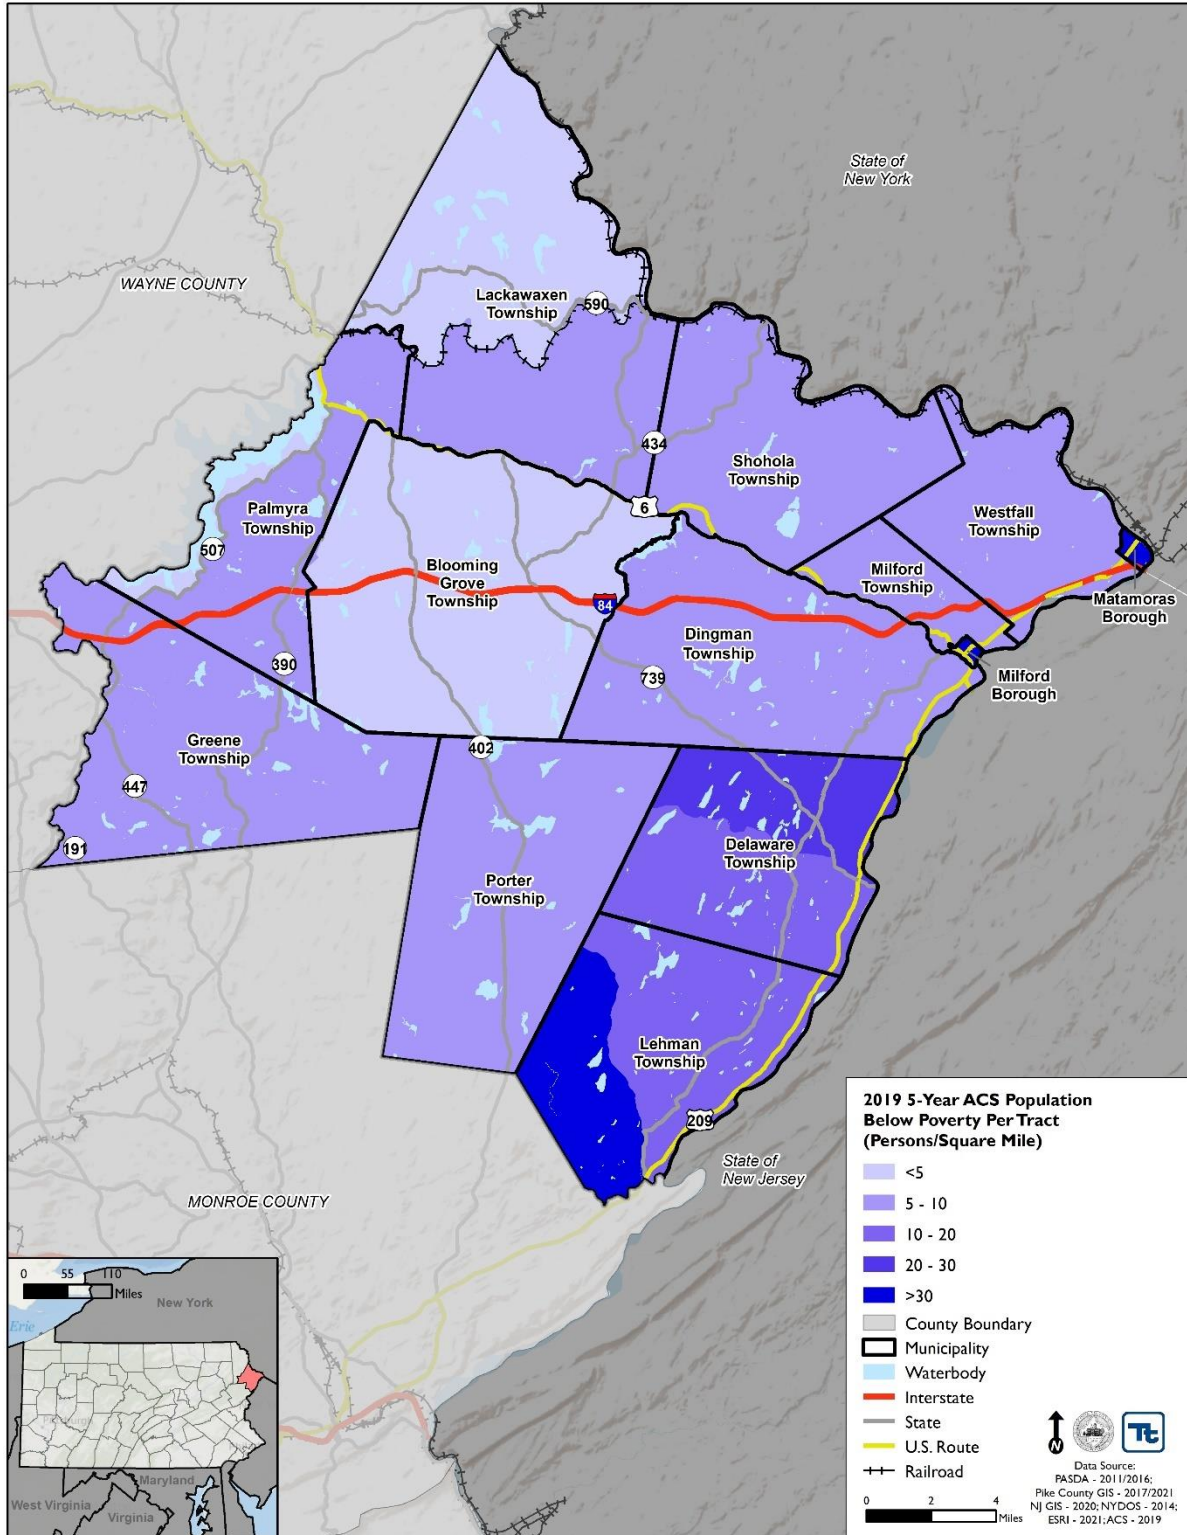 State of
New York
WAYNE COUNTY
Lackawaxen
Township
590
434
Shohola
Township
6
Palmyra
Township
507
Westfall
Township
Blooming
Grove
Township
Milford
Township
84
Matamoras
Borough
Dingman
Township
390
739
Milford
Borough
Greene
Township
402
447
191
Delaware
Township
Porter
Township
Lehman
Township
209
State of
New Jersey
MONROE COUNTY
2019 5-Year ACS Population
Below Poverty Per Tract
(Persons/Square Mile)
<5
5 - 10
10 - 20
20 - 30
>30
County Boundary
Municipality
Waterbody
Interstate
State
U.S. Route
Railroad
N
Tt
Data Source:
PASDA - 2011/2016;
Pike County GIS - 2017/2021
NJ GIS - 2020; NYDOS - 2014;
ESRI - 2021; ACS - 2019
0 2 4
Miles
0 55 110
Miles
New York
Erie
Maryland
West Virginia
Virginia